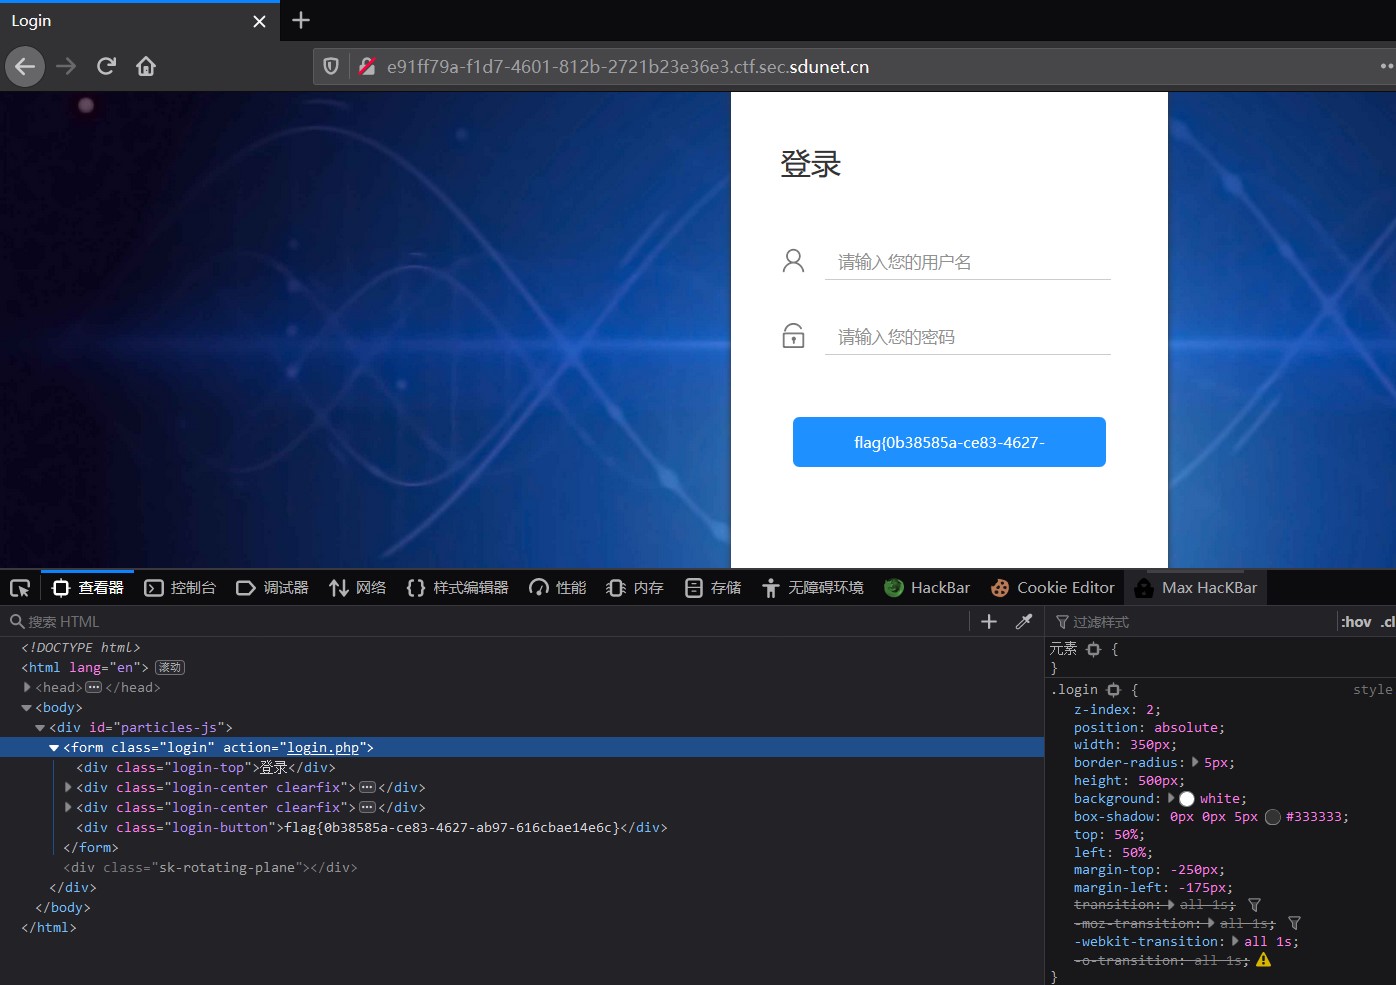 Login
e91ff79a-f1d7-4601-812b-2721b23e36e3.ctf.sec.sdunet.cn
登录
请输入您的用户名
请输入您的密码
flag{0b38585a-ce83-4627-
查看器 控制台 调试器 网络 {} 样式编辑器 性能 内存 存储 无障碍环境 HackBar Cookie Editor Max HacKBar
搜索 HTML
<!DOCTYPE html>
<html lang="en"> 滚动
<head>···</head>
<body>
<div id="particles-js">
<form class="login" action="login.php">
<div class="login-top">登录</div>
<div class="login-center clearfix">···</div>
<div class="login-center clearfix">···</div>
<div class="login-button">flag{0b38585a-ce83-4627-ab97-616cbae14e6c}</div>
</form>
<div class="sk-rotating-plane"></div>
</div>
</body>
</html>
过滤样式 :hov .cl
元素 {
}
.login { style
z-index: 2;
position: absolute;
width: 350px;
border-radius: 5px;
height: 500px;
background: white;
box-shadow: 0px 0px 5px #333333;
top: 50%;
left: 50%;
margin-top: -250px;
margin-left: -175px;
transition: all 1s;
-moz-transition: all 1s;
-webkit-transition: all 1s;
-o-transition: all 1s;
}